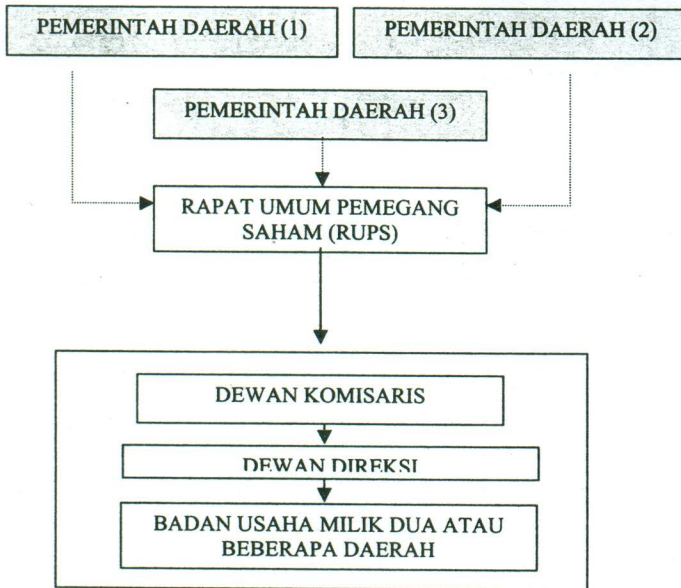 PEMERINTAH DAERAH (1)
PEMERINTAH DAERAH (2)
PEMERINTAH DAERAH (3)
RAPAT UMUM PEMEGANG
SAHAM (RUPS)
DEWAN KOMISARIS
DEWAN DIREKSI
BADAN USAHA MILIK DUA ATAU
BEBERAPA DAERAH